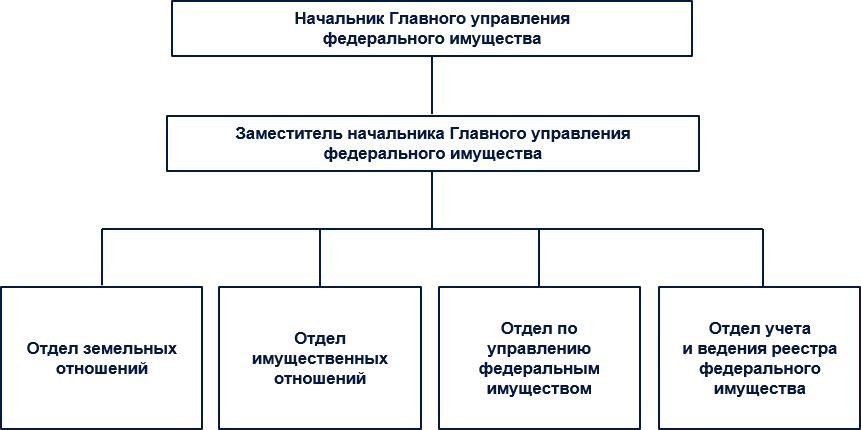 Начальник Главного управления
федерального имущества
Заместитель начальника Главного управления
федерального имущества
Отдел земельных
отношений
Отдел
имущественных
отношений
Отдел по
управлению
федеральным
имуществом
Отдел учета
и ведения реестра
федерального
имущества